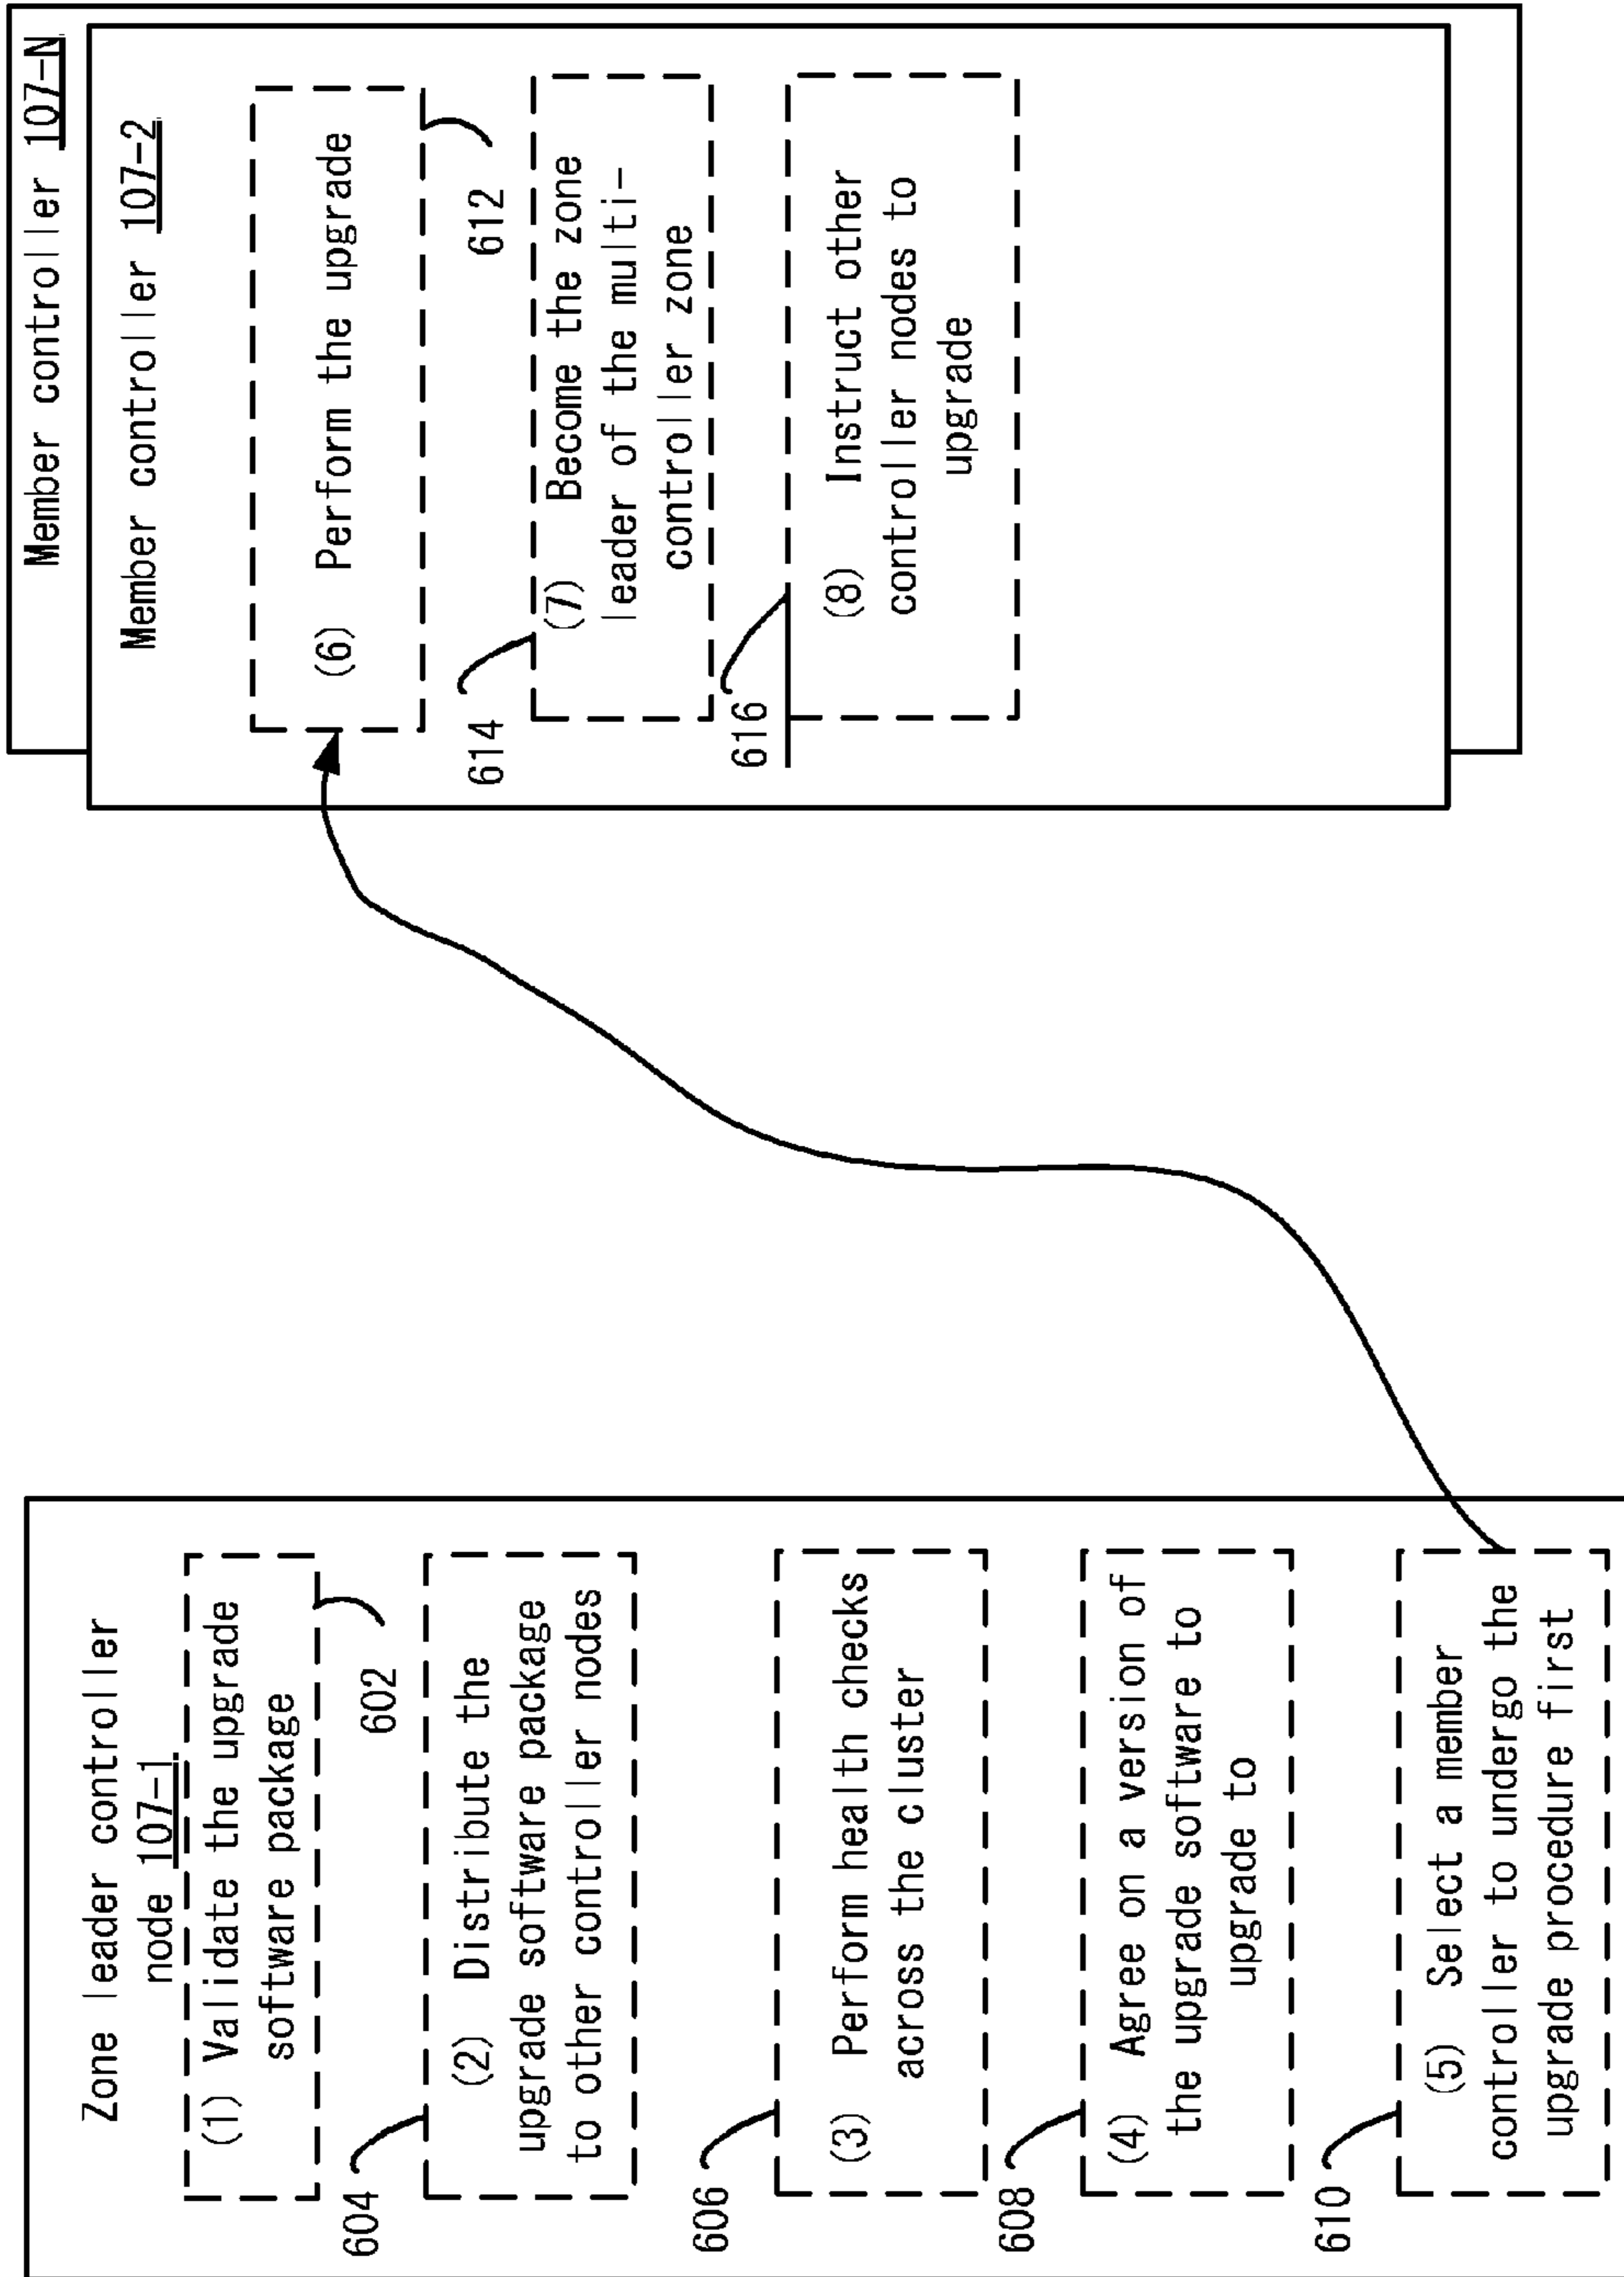 Zone leader controller
node 107-1
(1) Validate the upgrade
software package
602
604
(2) Distribute the
upgrade software package
to other controller nodes
606
(3) Perform health checks
across the cluster
608
(4) Agree on a version of
the upgrade software to
upgrade to
610
(5) Select a member
controller to undergo the
upgrade procedure first
Member controller 107-N
Member controller 107-2
(6) Perform the upgrade
612
614
(7) Become the zone
leader of the multi-
controller zone
616
(8) Instruct other
controller nodes to
upgrade